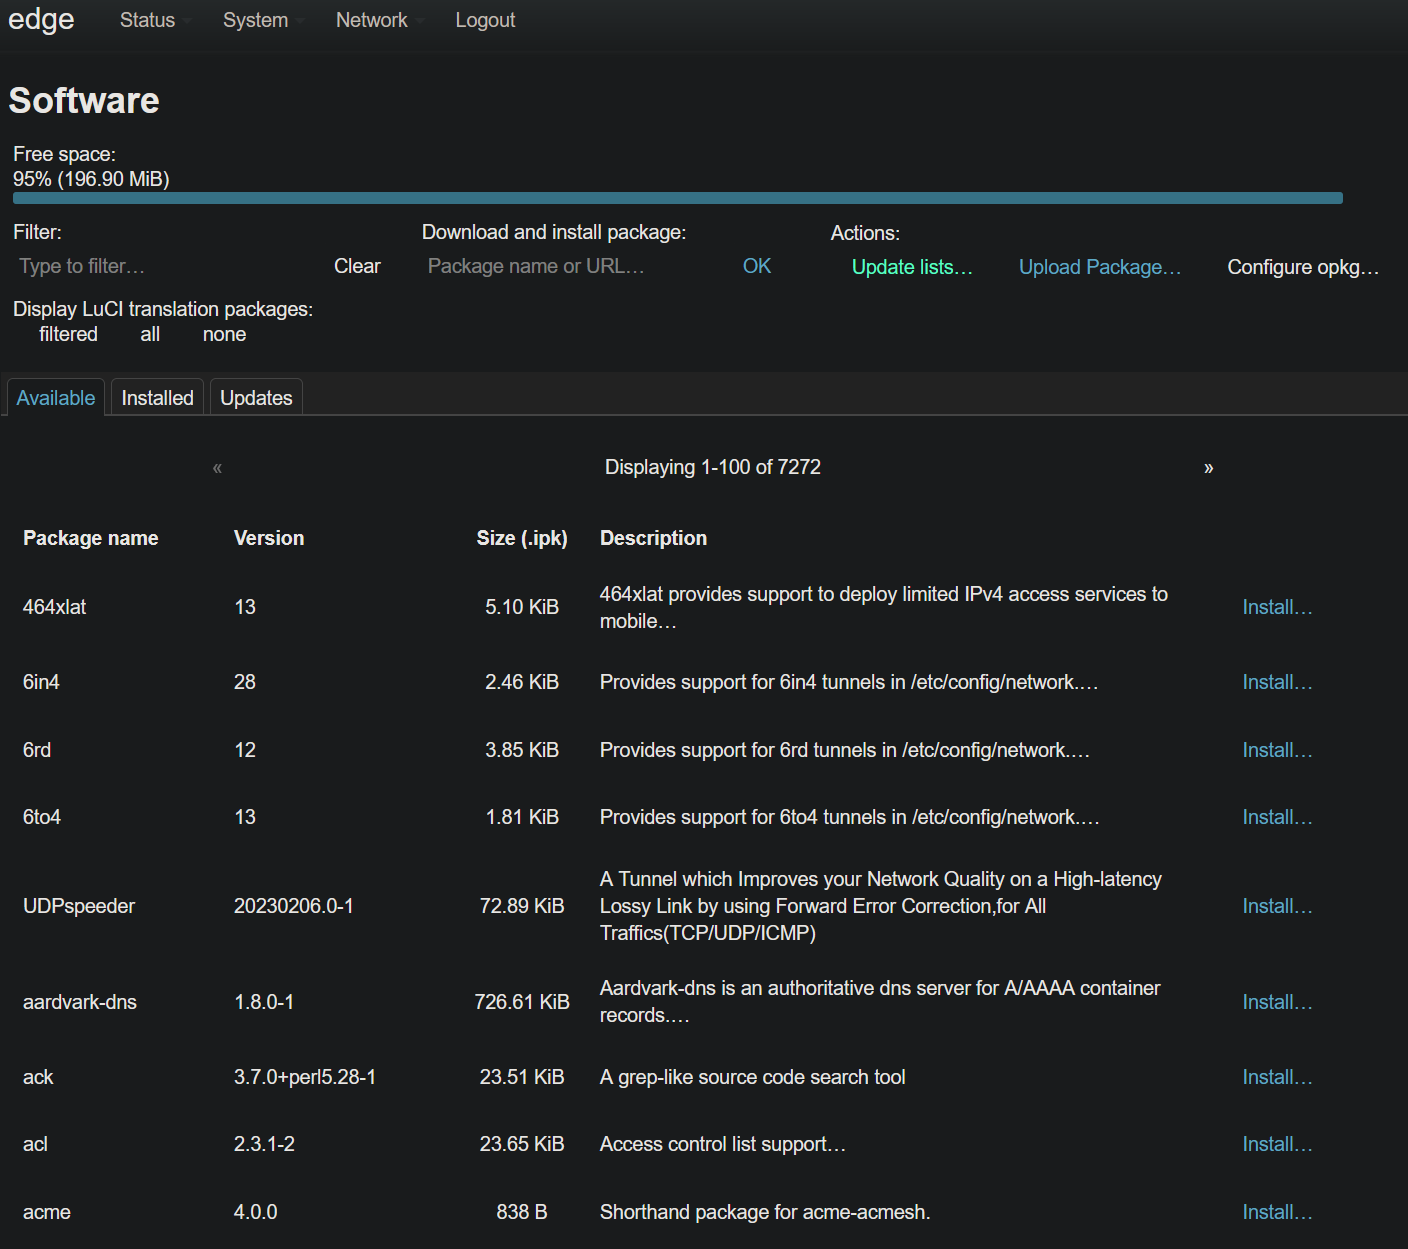 edge Status System Network Logout
Software
Free space:
95% (196.90 MiB)
Filter: Download and install package: Actions:
Type to filter… Clear Package name or URL… OK Update lists… Upload Package… Configure opkg…
Display LuCI translation packages:
filtered all none
Available Installed Updates
« Displaying 1-100 of 7272 »
Package name Version Size (.ipk) Description
464xlat 13 5.10 KiB 464xlat provides support to deploy limited IPv4 access services to
mobile… Install…
6in4 28 2.46 KiB Provides support for 6in4 tunnels in /etc/config/network.… Install…
6rd 12 3.85 KiB Provides support for 6rd tunnels in /etc/config/network.… Install…
6to4 13 1.81 KiB Provides support for 6to4 tunnels in /etc/config/network.… Install…
UDPspeeder 20230206.0-1 72.89 KiB A Tunnel which Improves your Network Quality on a High-latency
Lossy Link by using Forward Error Correction,for All
Traffics(TCP/UDP/ICMP) Install…
aardvark-dns 1.8.0-1 726.61 KiB Aardvark-dns is an authoritative dns server for A/AAAA container
records.… Install…
ack 3.7.0+perl5.28-1 23.51 KiB A grep-like source code search tool Install…
acl 2.3.1-2 23.65 KiB Access control list support… Install…
acme 4.0.0 838 B Shorthand package for acme-acmesh. Install…